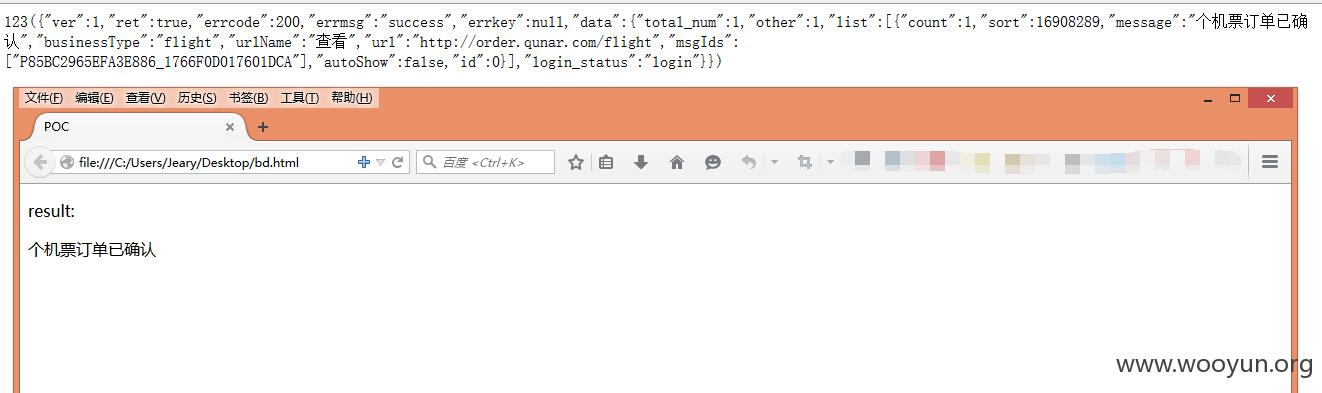 123({"ver":1,"ret":true,"errcode":200,"errmsg":"success","errkey":null,"data":{"total_num":1,"other":1,"list":[{"count":1,"sort":16908289,"message":"个机票订单已确
认","businessType":"flight","urlName":"查看","url":"http://order.qunar.com/flight","msgIds":
["P85BC2965EFA3E886_1766F0D017601DCA"],"autoShow":false,"id":0}],"login_status":"login"}})
文件(F) 编辑(E) 查看(V) 历史(S) 书签(B) 工具(T) 帮助(H)
POC
file:///C:/Users/Jeary/Desktop/bd.html
百度 <Ctrl+K>
result:
个机票订单已确认
www.wooyun.org